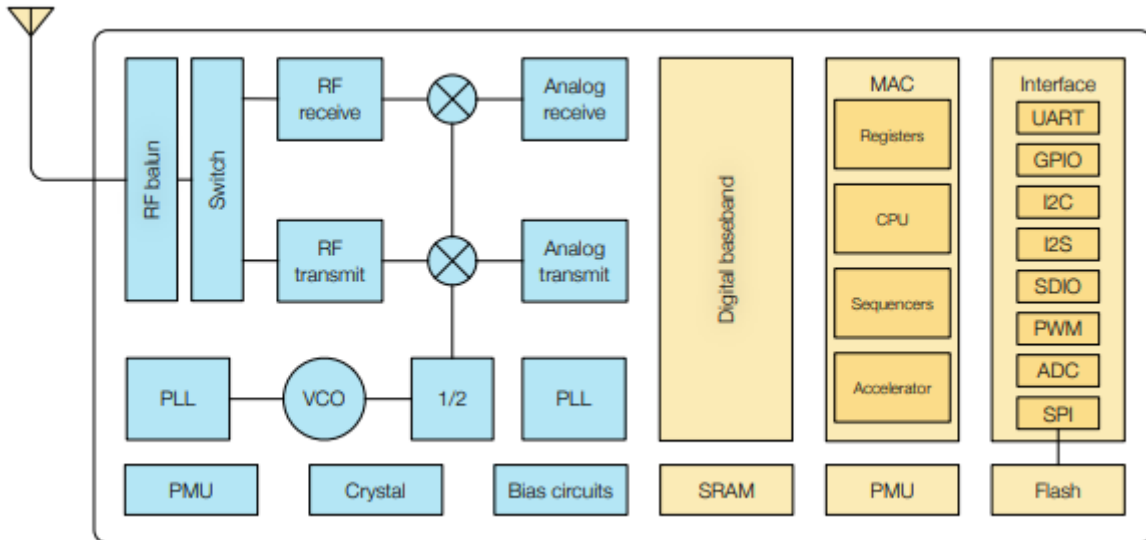 RF balun
Switch
RF
receive
Analog
receive
RF
transmit
Analog
transmit
PLL
VCO
1/2
PLL
PMU
Crystal
Bias circuits
Digital baseband
SRAM
MAC
Registers
CPU
Sequencers
Accelerator
PMU
Interface
UART
GPIO
I2C
I2S
SDIO
PWM
ADC
SPI
Flash